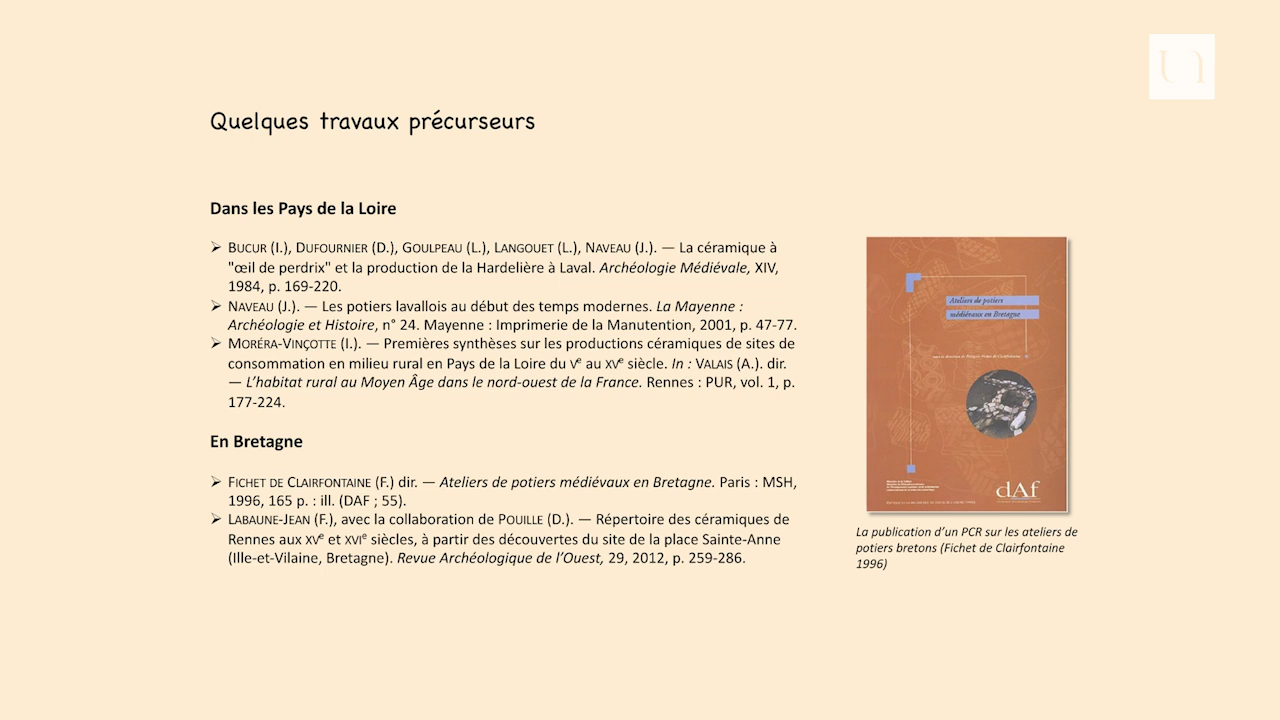 Quelques travaux précurseurs
Dans les Pays de la Loire
➢ BUCUR (I.), DUFOURNIER (D.), GOULPEAU (L.), LANGOUET (L.), NAVEAU (J.). — La céramique à
"œil de perdrix" et la production de la Hardelière à Laval. Archéologie Médiévale, XIV,
1984, p. 169-220.
➢ NAVEAU (J.). — Les potiers lavallois au début des temps modernes. La Mayenne :
Archéologie et Histoire, n° 24. Mayenne : Imprimerie de la Manutention, 2001, p. 47-77.
➢ MORÉRA-VINÇOTTE (I.). — Premières synthèses sur les productions céramiques de sites de
consommation en milieu rural en Pays de la Loire du Ve au XVe siècle. In : VALAIS (A.). dir.
— L'habitat rural au Moyen Âge dans le nord-ouest de la France. Rennes : PUR, vol. 1, p.
177-224.
En Bretagne
➢ FICHET DE CLAIRFONTAINE (F.) dir. — Ateliers de potiers médiévaux en Bretagne. Paris : MSH,
1996, 165 p. : ill. (DAF ; 55).
➢ LABAUNE-JEAN (F.), avec la collaboration de POUILLE (D.). — Répertoire des céramiques de
Rennes aux XVe et XVIe siècles, à partir des découvertes du site de la place Sainte-Anne
(Ille-et-Vilaine, Bretagne). Revue Archéologique de l'Ouest, 29, 2012, p. 259-286.
Ateliers de potiers
médiévaux en Bretagne
dAf
La publication d'un PCR sur les ateliers de
potiers bretons (Fichet de Clairfontaine
1996)